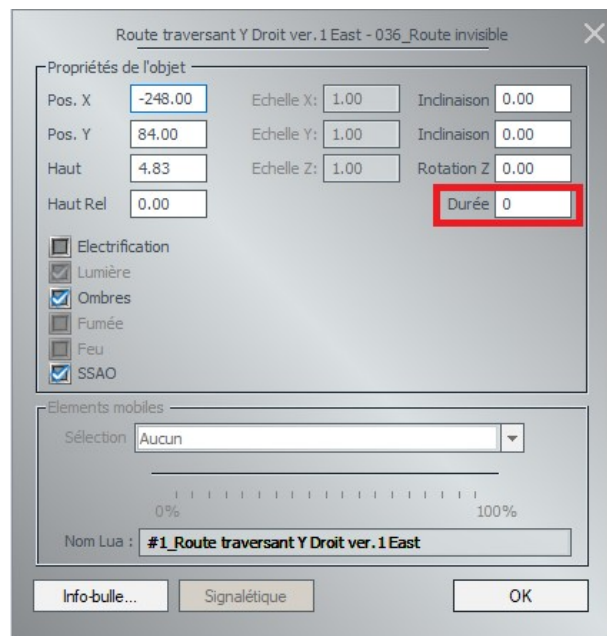 Route traversant Y Droit ver.1 East - 036_Route invisible
Propriétés de l'objet
Pos. X -248.00 Echelle X: 1.00 Inclinaison 0.00
Pos. Y 84.00 Echelle Y: 1.00 Inclinaison 0.00
Haut 4.83 Echelle Z: 1.00 Rotation Z 0.00
Haut Rel 0.00 Durée 0
Electrification
Lumière
Ombres
Fumée
Feu
SSAO
Elements mobiles
Sélection Aucun
0% 100%
Nom Lua : #1_Route traversant Y Droit ver.1 East
Info-bulle... Signalétique OK